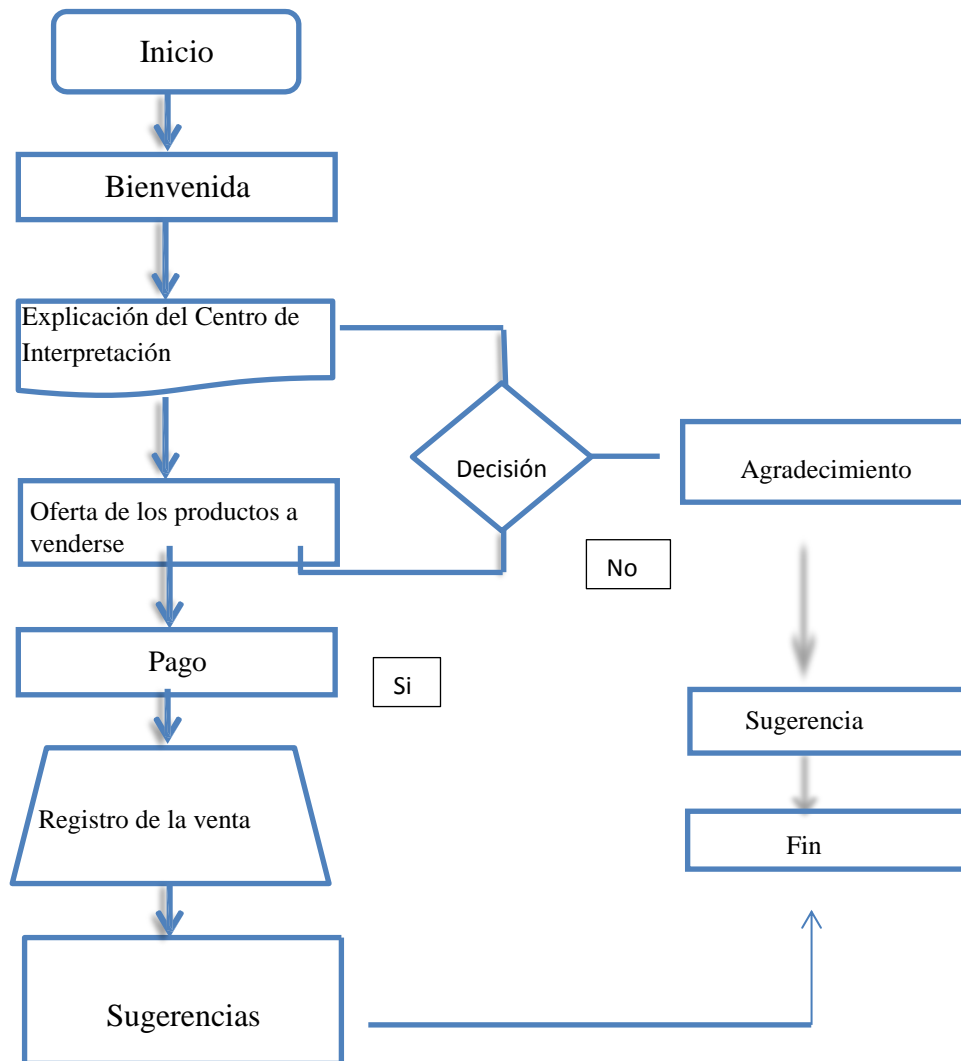 Inicio
Bienvenida
Explicación del Centro de
Interpretación
Decisión
Agradecimiento
Oferta de los productos a
venderse
No
Pago
Si
Sugerencia
Registro de la venta
Fin
Sugerencias